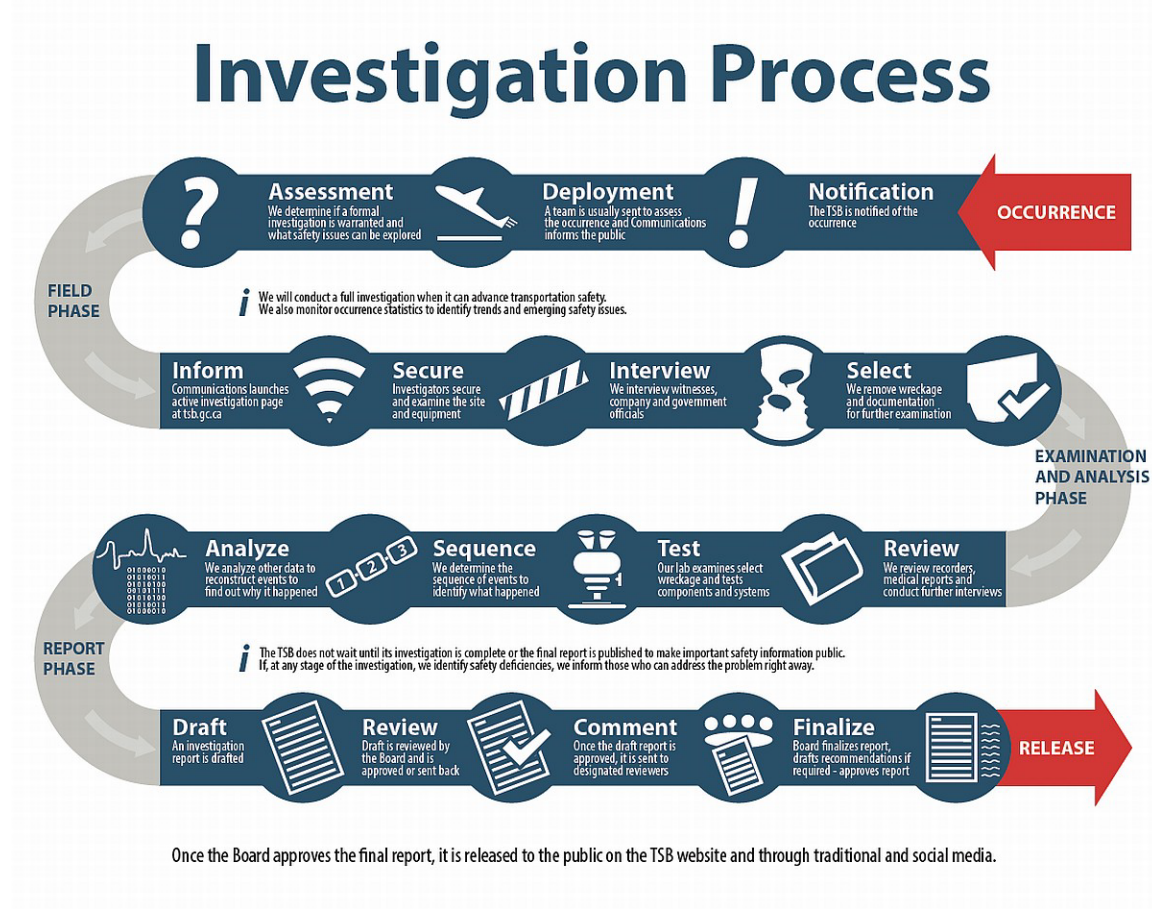 Investigation Process
OCCURRENCE
Notification
The TSB is notified of the
occurrence
Deployment
A team is usually sent to assess
the occurrence and Communications
informs the public
Assessment
We determine if a formal
investigation is warranted and
what safety issues can be explored
FIELD
PHASE
i
We will conduct a full investigation when it can advance transportation safety.
We also monitor occurrence statistics to identify trends and emerging safety issues.
Inform
Communications launches
active investigation page
at tsb.gc.ca
Secure
Investigators secure
and examine the site
and equipment
Interview
We interview witnesses,
company and government
officials
Select
We remove wreckage
and documentation
for further examination
EXAMINATION
AND ANALYSIS
PHASE
Review
We review recorders,
medical reports and
conduct further interviews
Test
Our lab examines select
wreckage and tests
components and systems
Sequence
We determine the
sequence of events to
identify what happened
1 2 3
Analyze
We analyze other data to
reconstruct events to
find out why it happened
01000010
01010011
01010100
00101111
01010100
01010011
01000010
REPORT
PHASE
i
The TSB does not wait until its investigation is complete or the final report is published to make important safety information public.
If, at any stage of the investigation, we identify safety deficiencies, we inform those who can address the problem right away.
Draft
An investigation
report is drafted
Review
Draft is reviewed by
the Board and is
approved or sent back
Comment
Once the draft report is
approved, it is sent to
designated reviewers
Finalize
Board finalizes report,
drafts recommendations if
required - approves report
RELEASE
Once the Board approves the final report, it is released to the public on the TSB website and through traditional and social media.